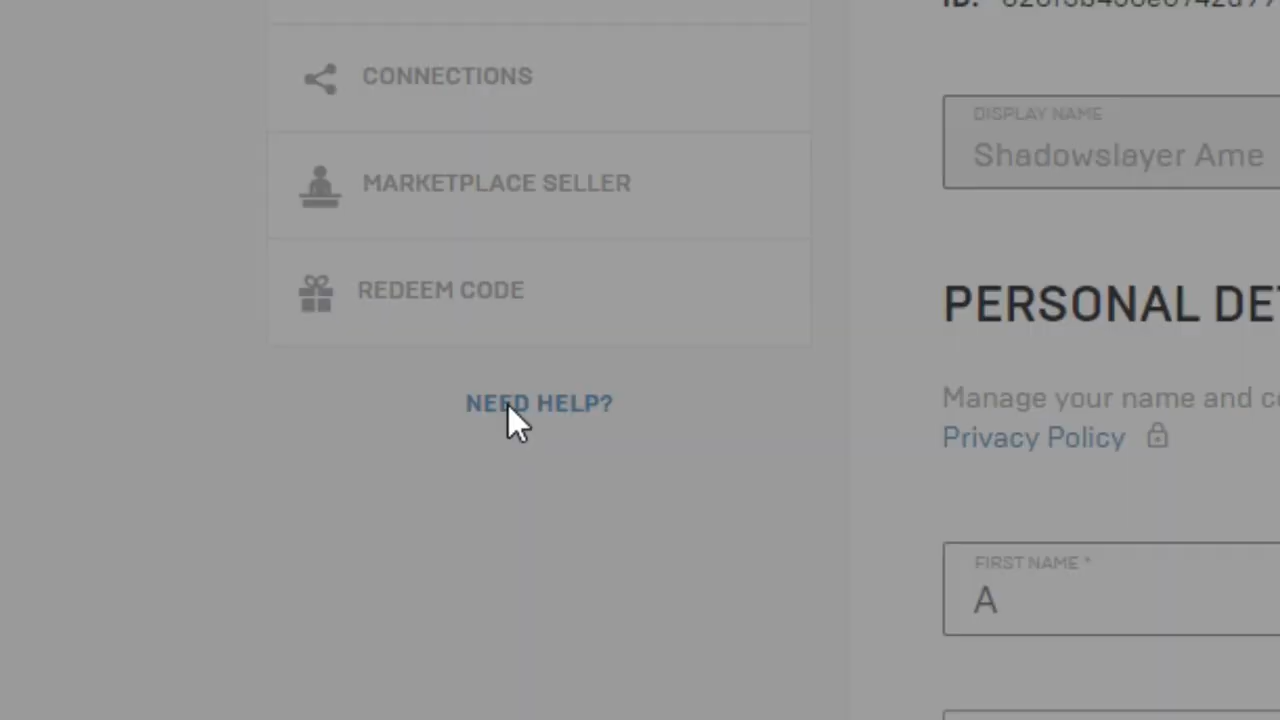 ID:
CONNECTIONS
MARKETPLACE SELLER
REDEEM CODE
NEED HELP?
DISPLAY NAME
Shadowslayer Ame
PERSONAL DE
Manage your name and c
Privacy Policy
FIRST NAME *
A